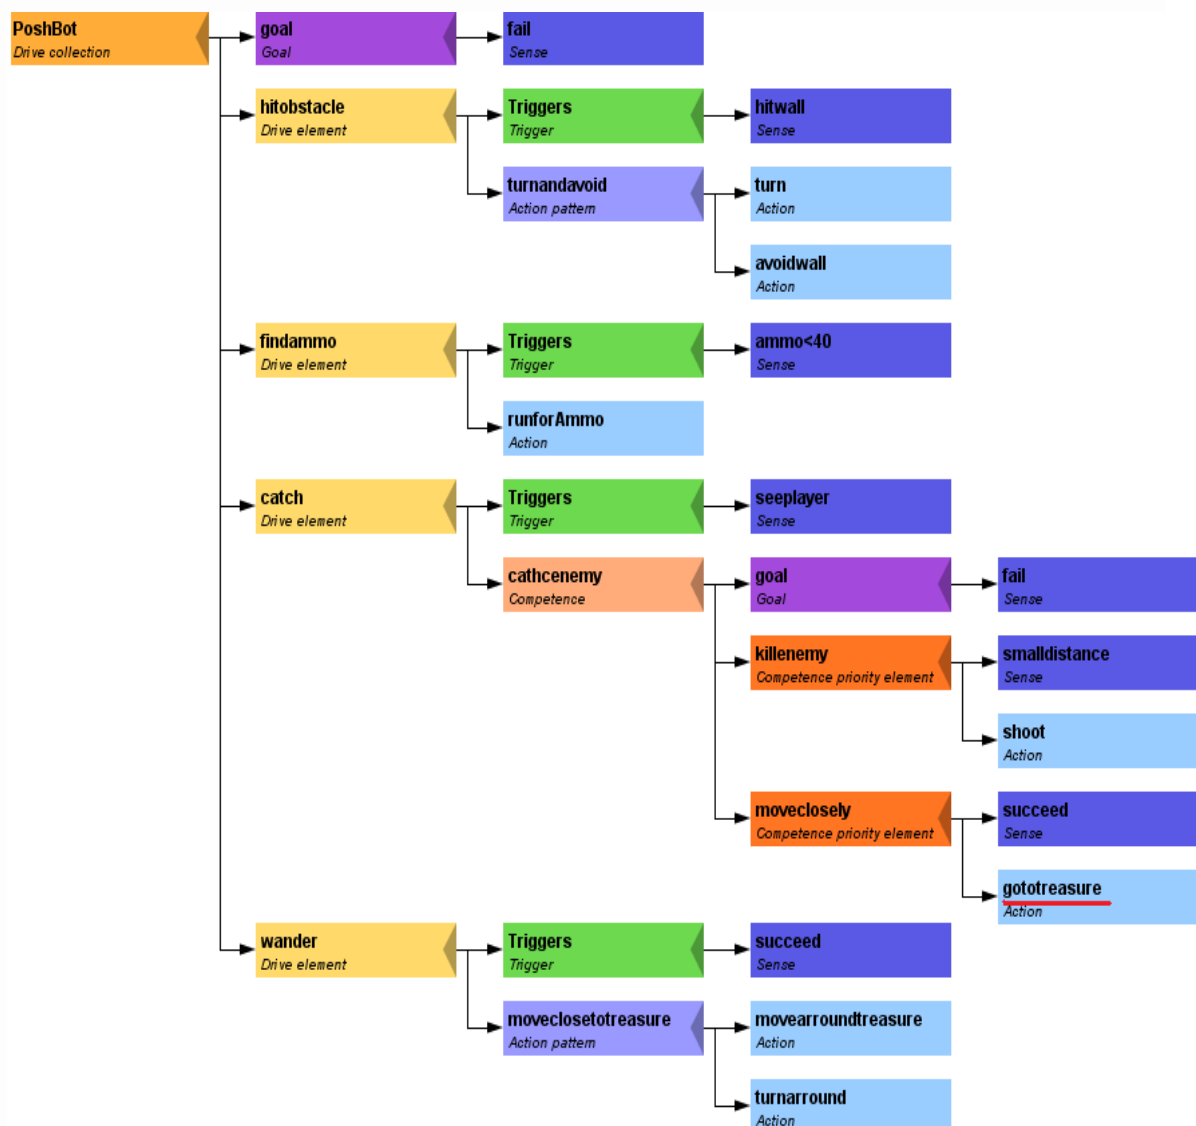 PoshBot
Drive collection
goal
Goal
fail
Sense
hitobstacle
Drive element
Triggers
Trigger
hitwall
Sense
turnandavoid
Action pattern
turn
Action
avoidwall
Action
findammo
Drive element
Triggers
Trigger
ammo<40
Sense
runforAmmo
Action
catch
Drive element
Triggers
Trigger
seeplayer
Sense
cathcenemy
Competence
goal
Goal
fail
Sense
killenemy
Competence priority element
smalldistance
Sense
shoot
Action
moveclosely
Competence priority element
succeed
Sense
gototreasure
Action
wander
Drive element
Triggers
Trigger
succeed
Sense
moveclosetotreasure
Action pattern
movearroundtreasure
Action
turnarround
Action